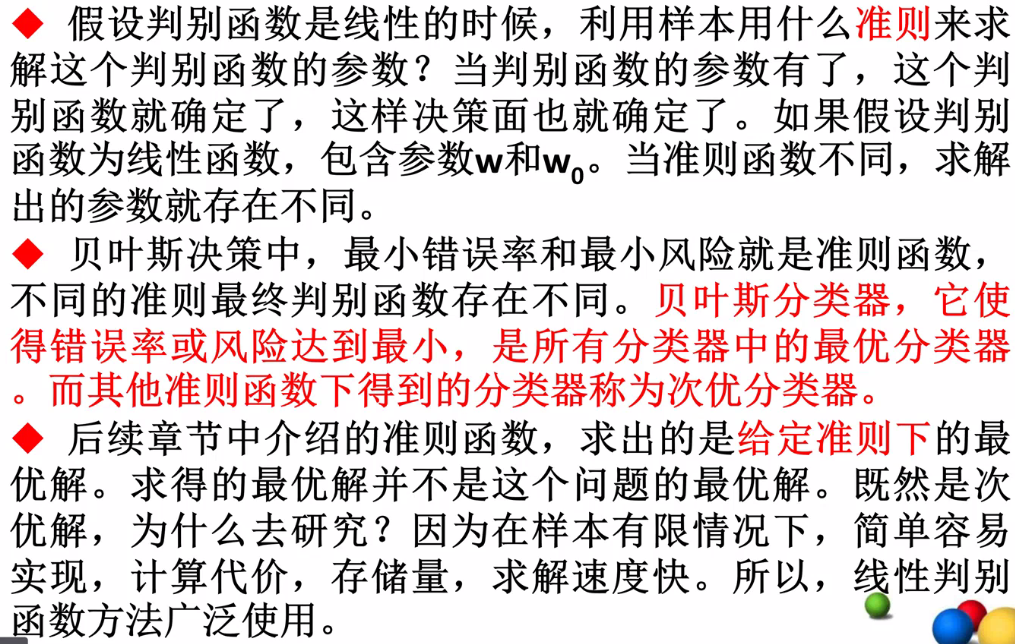 ◆ 假设判别函数是线性的时候，利用样本用什么准则来求
解这个判别函数的参数？当判别函数的参数有了，这个判
别函数就确定了，这样决策面也就确定了。如果假设判别
函数为线性函数，包含参数w和w₀。当准则函数不同，求解
出的参数就存在不同。
◆ 贝叶斯决策中，最小错误率和最小风险就是准则函数，
不同的准则最终判别函数存在不同。贝叶斯分类器，它使
得错误率或风险达到最小，是所有分类器中的最优分类器
。而其他准则函数下得到的分类器称为次优分类器。
◆ 后续章节中介绍的准则函数，求出的是给定准则下的最
优解。求得的最优解并不是这个问题的最优解。既然是次
优解，为什么去研究？因为在样本有限情况下，简单容易
实现，计算代价，存储量，求解速度快。所以，线性判别
函数方法广泛使用。